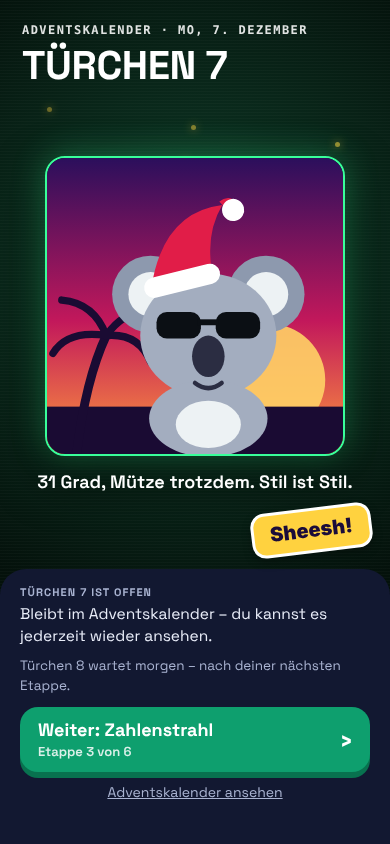 ADVENTSKALENDER · MO, 7. DEZEMBER
TÜRCHEN 7
31 Grad, Mütze trotzdem. Stil ist Stil.
Sheesh!
TÜRCHEN 7 IST OFFEN
Bleibt im Adventskalender – du kannst es
jederzeit wieder ansehen.
Türchen 8 wartet morgen – nach deiner nächsten
Etappe.
Weiter: Zahlenstrahl
Etappe 3 von 6
>
Adventskalender ansehen